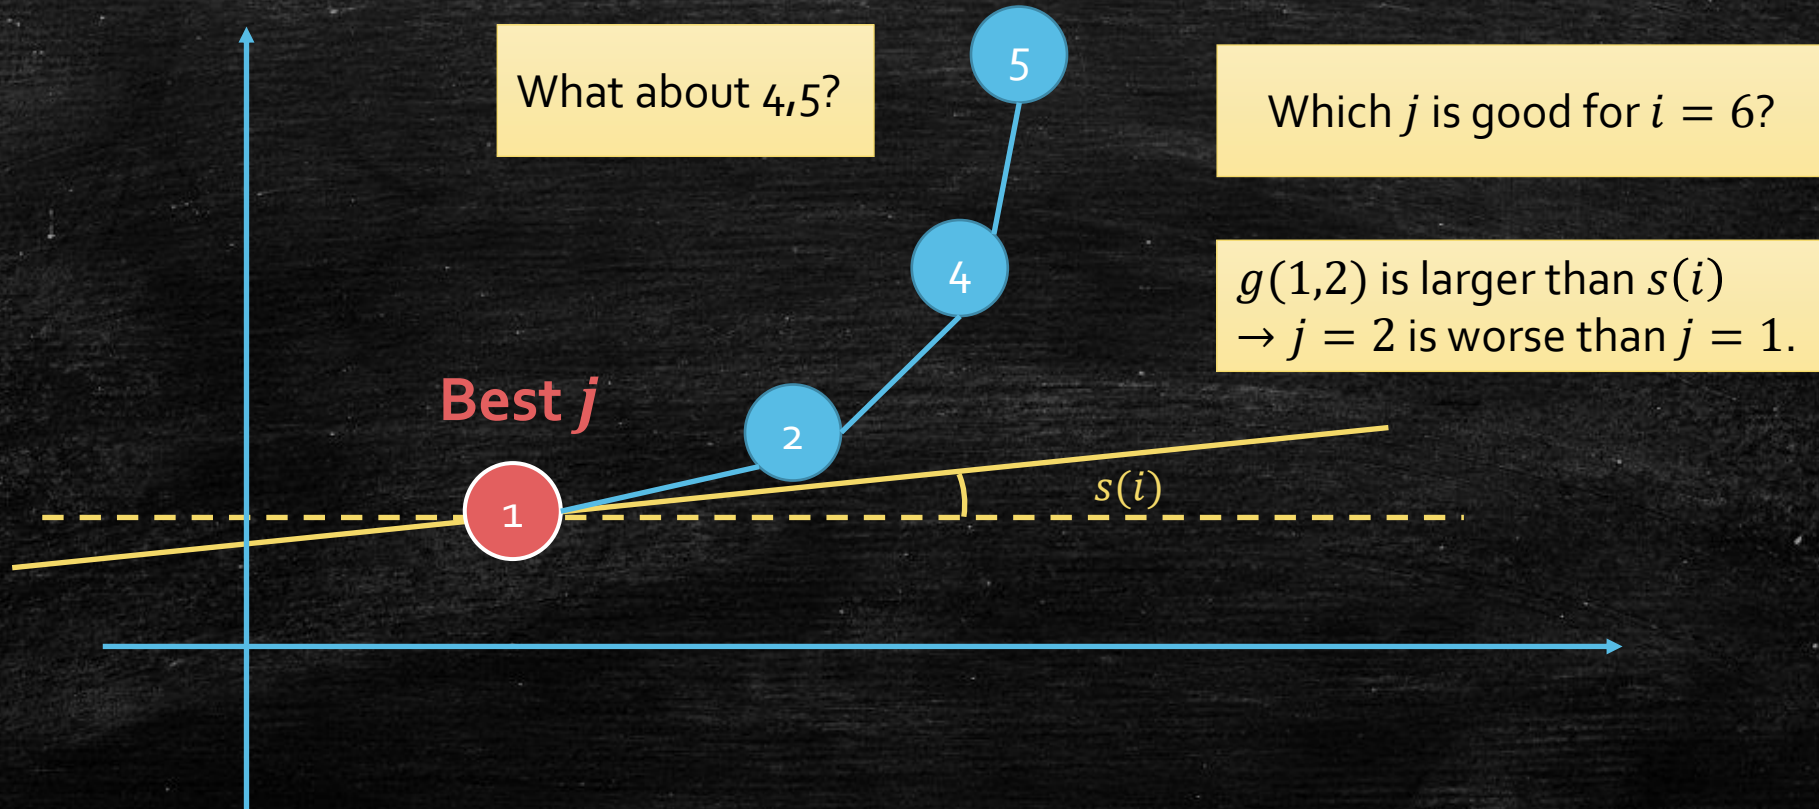 What about 4,5?
Which j is good for i = 6?
g(1,2) is larger than s(i)
→ j = 2 is worse than j = 1.
5
4
Best j
2
1
s(i)